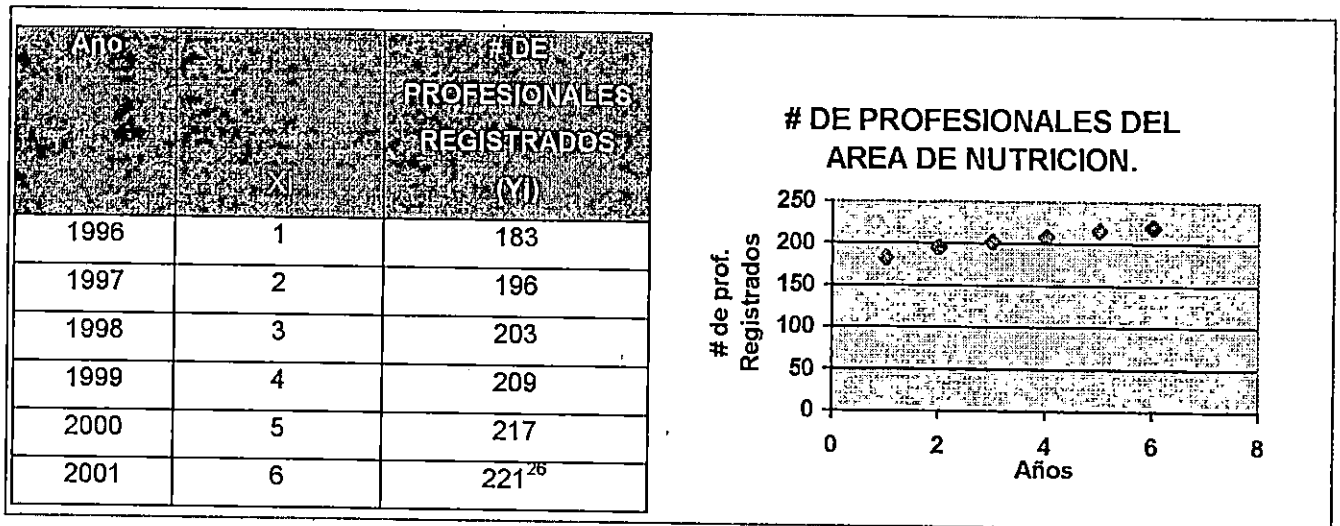 Año # DE
PROFESIONALES
REGISTRADOS
Xi (Yi)
1996 1 183
1997 2 196
1998 3 203
1999 4 209
2000 5 217
2001 6 221²⁶
# DE PROFESIONALES DEL
AREA DE NUTRICION.
# de prof.
Registrados
250
200
150
100
50
0
0 2 4 6 8
Años